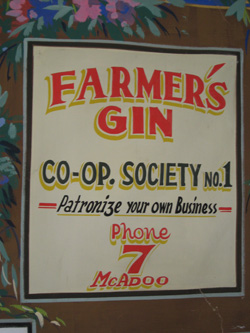 FARMER'S
GIN
CO-OP. SOCIETY NO.1
Patronize your own Business
Phone
7
McADOO